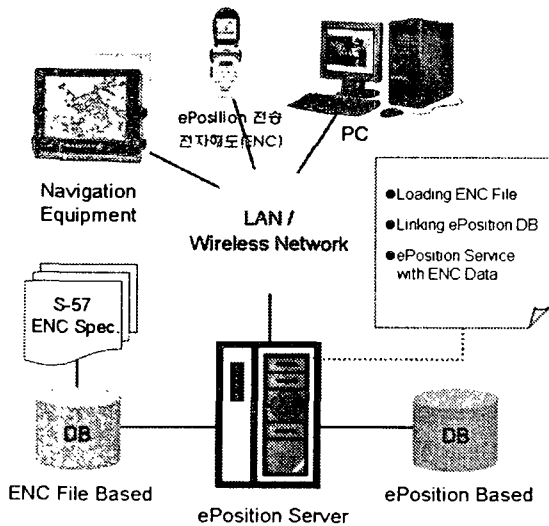 ePosition 전송
전자해도(ENC)
PC
Navigation
Equipment
LAN /
Wireless Network
●Loading ENC File
●Linking ePosition DB
●ePosition Service
with ENC Data
S-57
ENC Spec.
DB
DB
ENC File Based
ePosition Server
ePosition Based